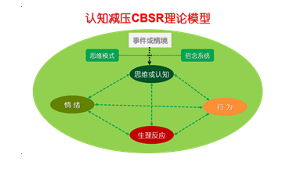 认知减压CBSR理论模型
事件或情境
思维模式
信念系统
思维或认知
情 绪
行 为
生理反应